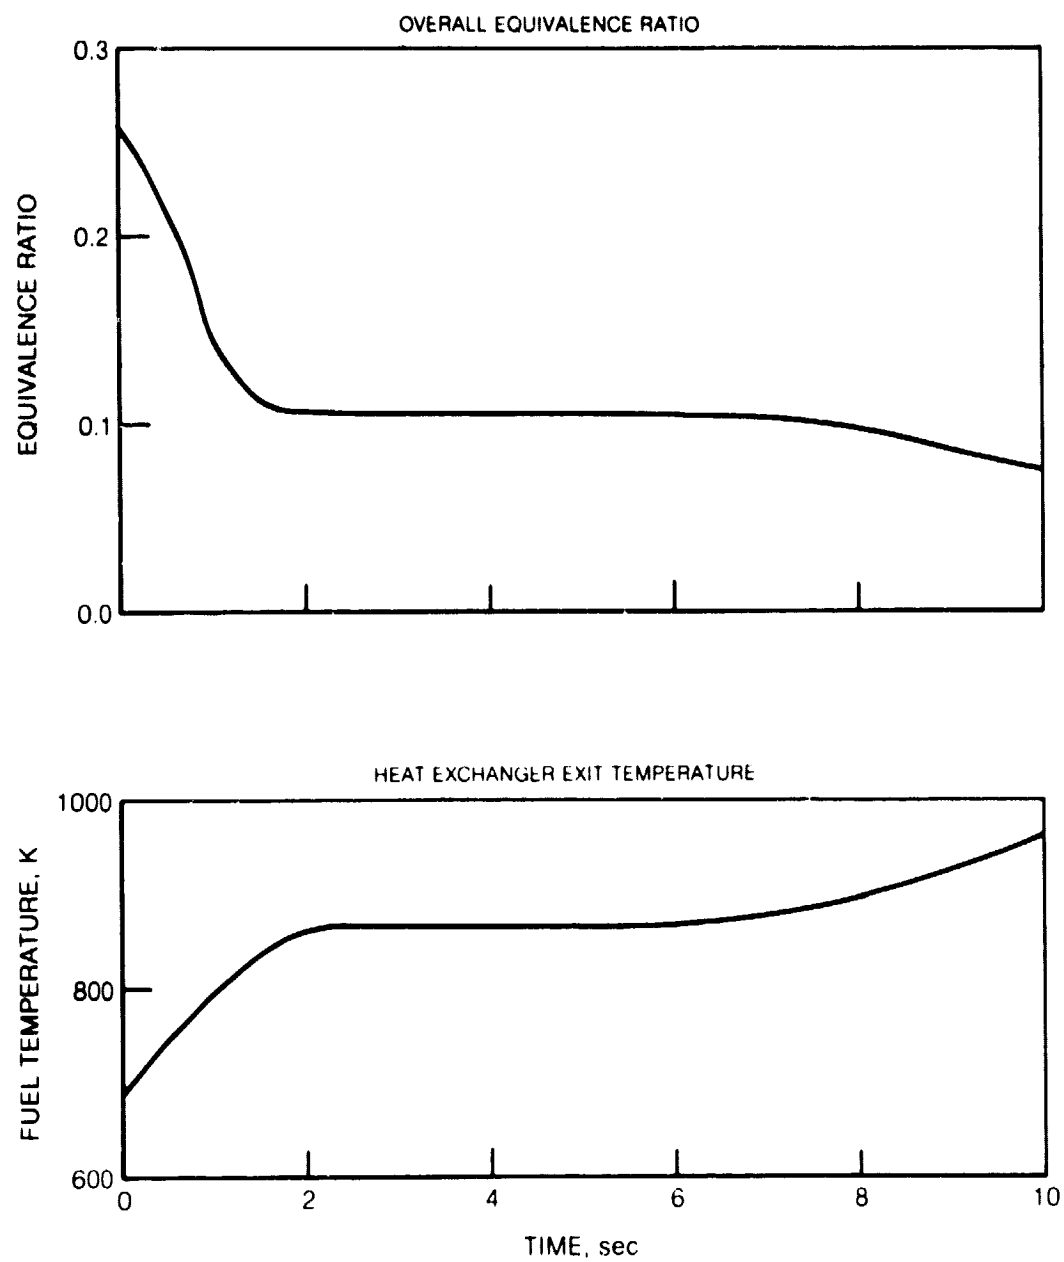 OVERALL EQUIVALENCE RATIO
0.3
0.2
0.1
0.0
EQUIVALENCE RATIO
HEAT EXCHANGER EXIT TEMPERATURE
1000
800
600
FUEL TEMPERATURE, K
0 2 4 6 8 10
TIME, sec